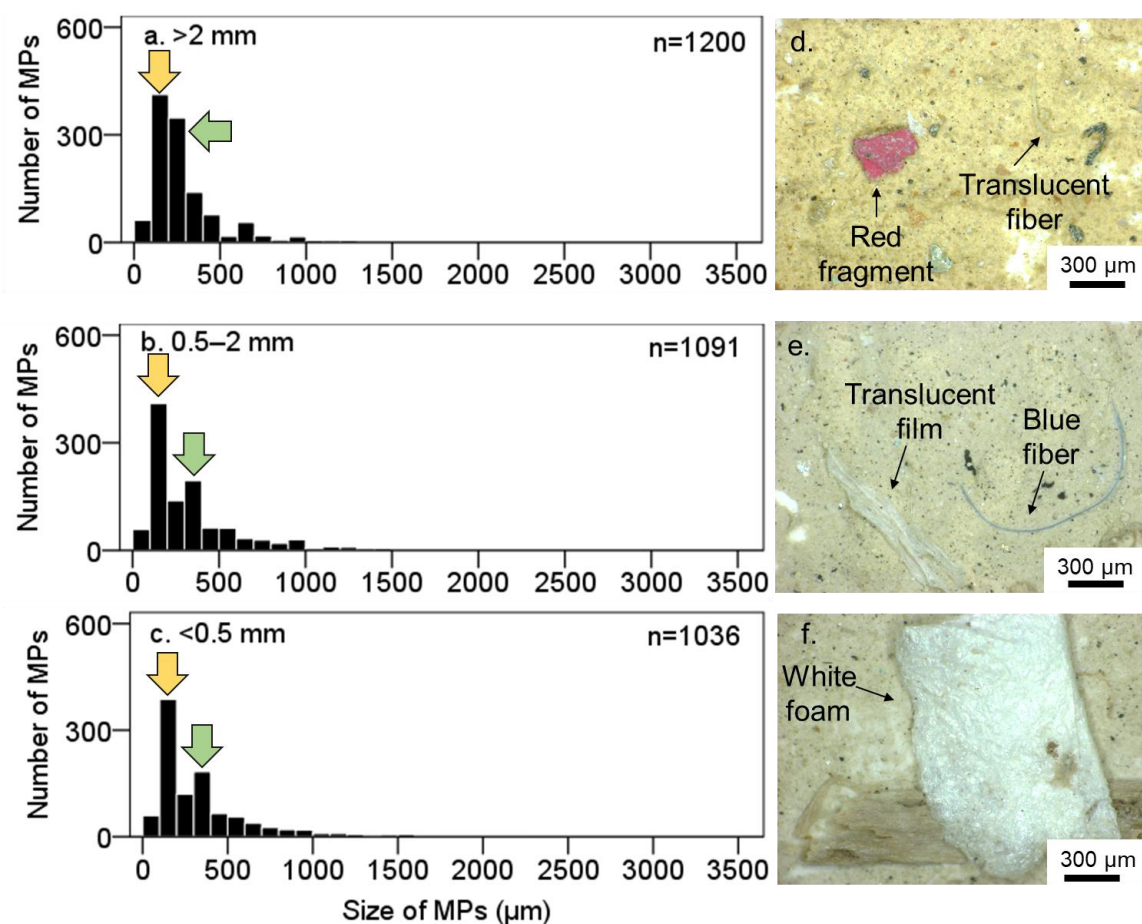 Number of MPs
600
300
0
a. >2 mm
n=1200
0 500 1000 1500 2000 2500 3000 3500
d.
Red
fragment
Translucent
fiber
300 µm
Number of MPs
600
300
0
b. 0.5–2 mm
n=1091
0 500 1000 1500 2000 2500 3000 3500
e.
Translucent
film
Blue
fiber
300 µm
Number of MPs
600
300
0
c. <0.5 mm
n=1036
0 500 1000 1500 2000 2500 3000 3500
Size of MPs (µm)
f.
White
foam
300 µm